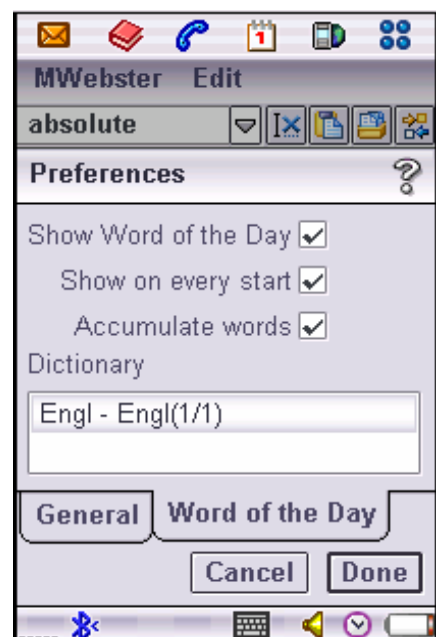 1
MWebster Edit
absolute
Preferences ?
Show Word of the Day
Show on every start
Accumulate words
Dictionary
Engl - Engl(1/1)
General Word of the Day
Cancel Done